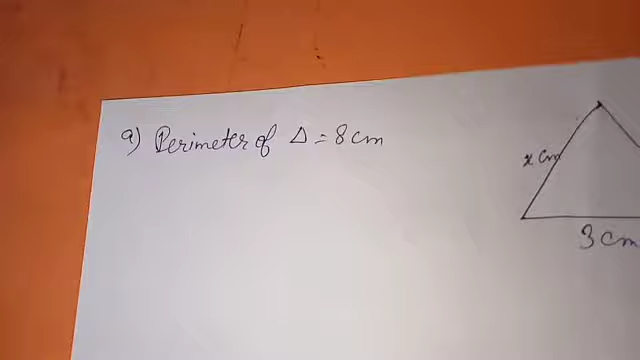 a) Perimeter of Δ = 8 cm
x cm
3 cm